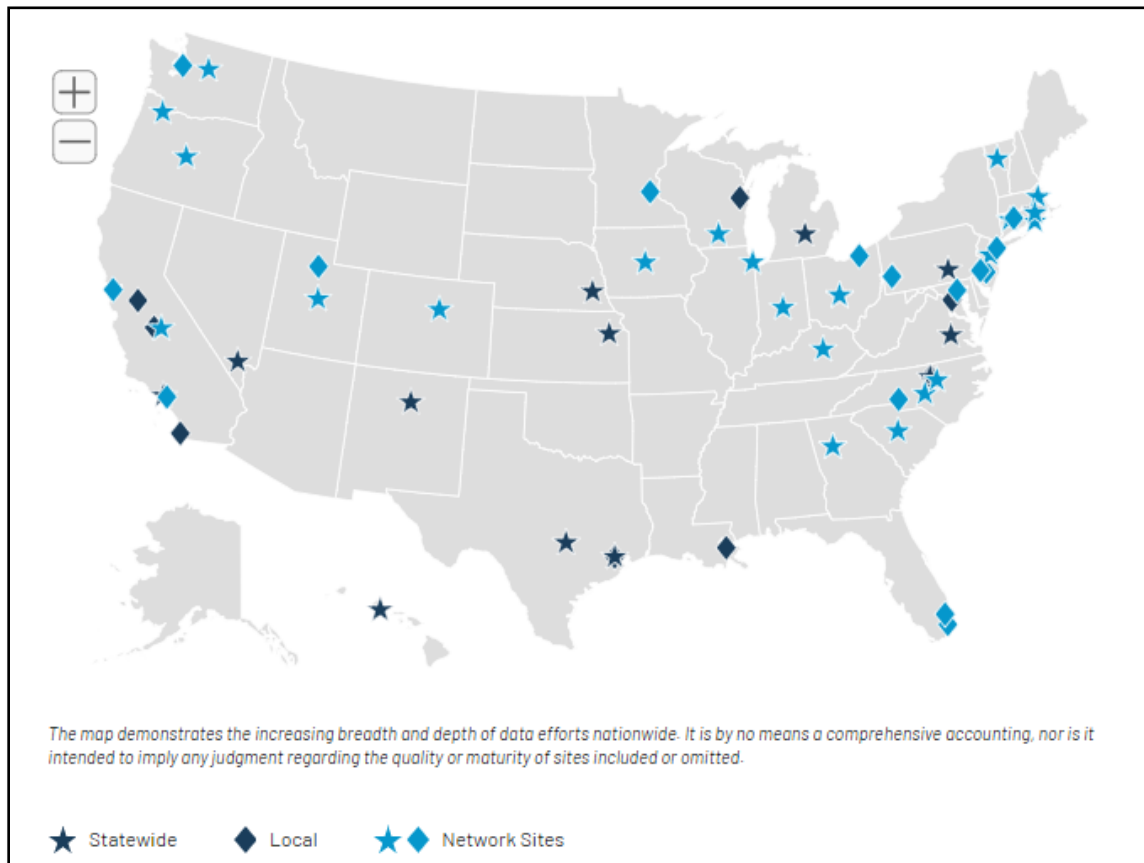 The map demonstrates the increasing breadth and depth of data efforts nationwide. It is by no means a comprehensive accounting, nor is it
intended to imply any judgment regarding the quality or maturity of sites included or omitted.
Statewide Local Network Sites